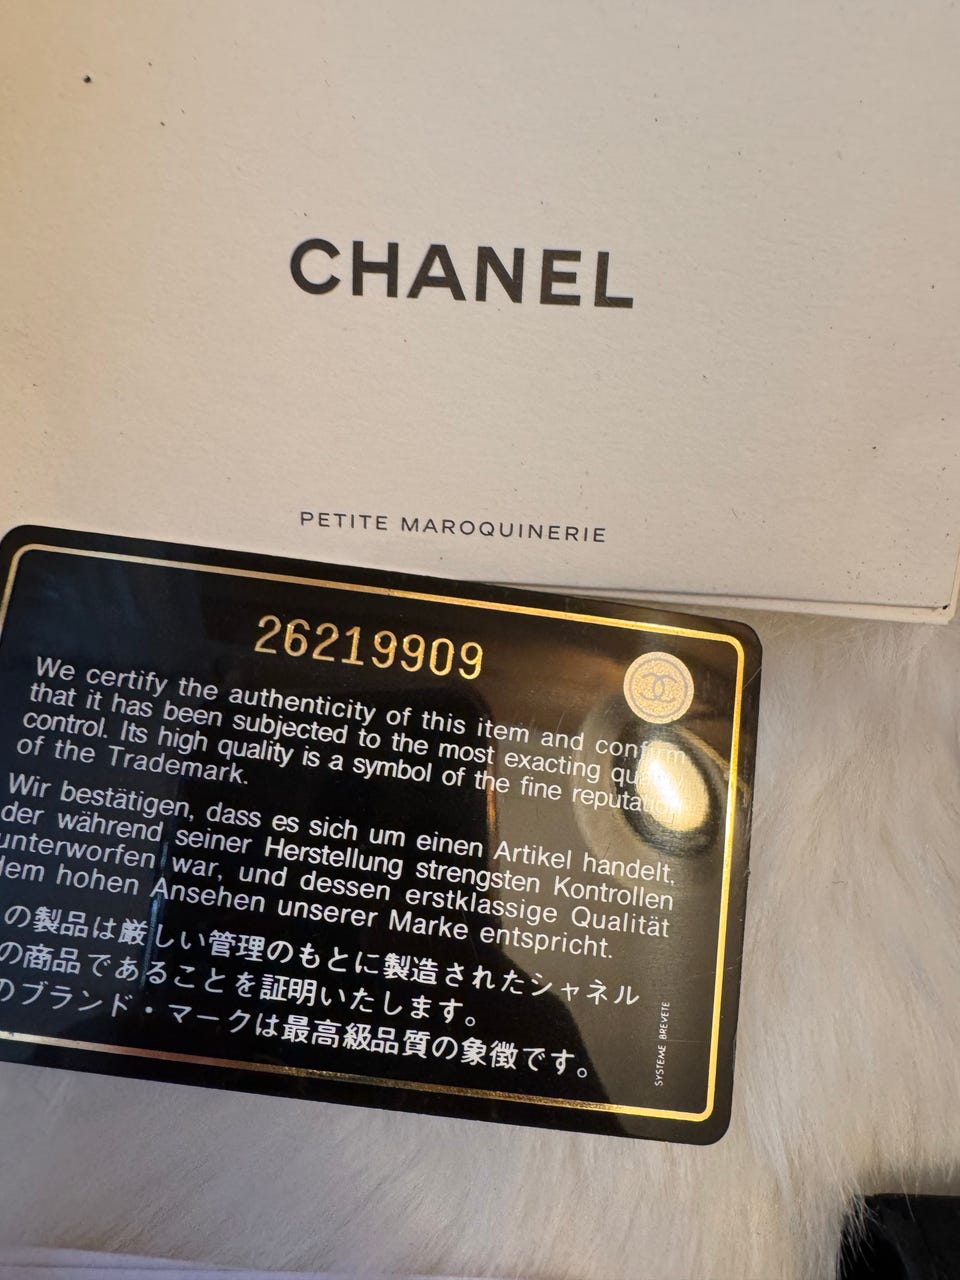 CHANEL
PETITE MAROQUINERIE
26219909
We certify the authenticity of this item and confirm
that it has been subjected to the most exacting
control. Its high quality is a symbol of the fine
of the Trademark.
Wir bestätigen, dass es sich um einen Artikel handelt,
der während seiner Herstellung strengsten Kontrollen
unterworfen war, und dessen erstklassige Qualität
dem hohen Ansehen unserer Marke entspricht.
の製品は厳しい管理のもとに製造されたシャネル
の商品であることを証明いたします。
のブランド・マークは最高級品質の象徴です。
SYSTEME BREVETE